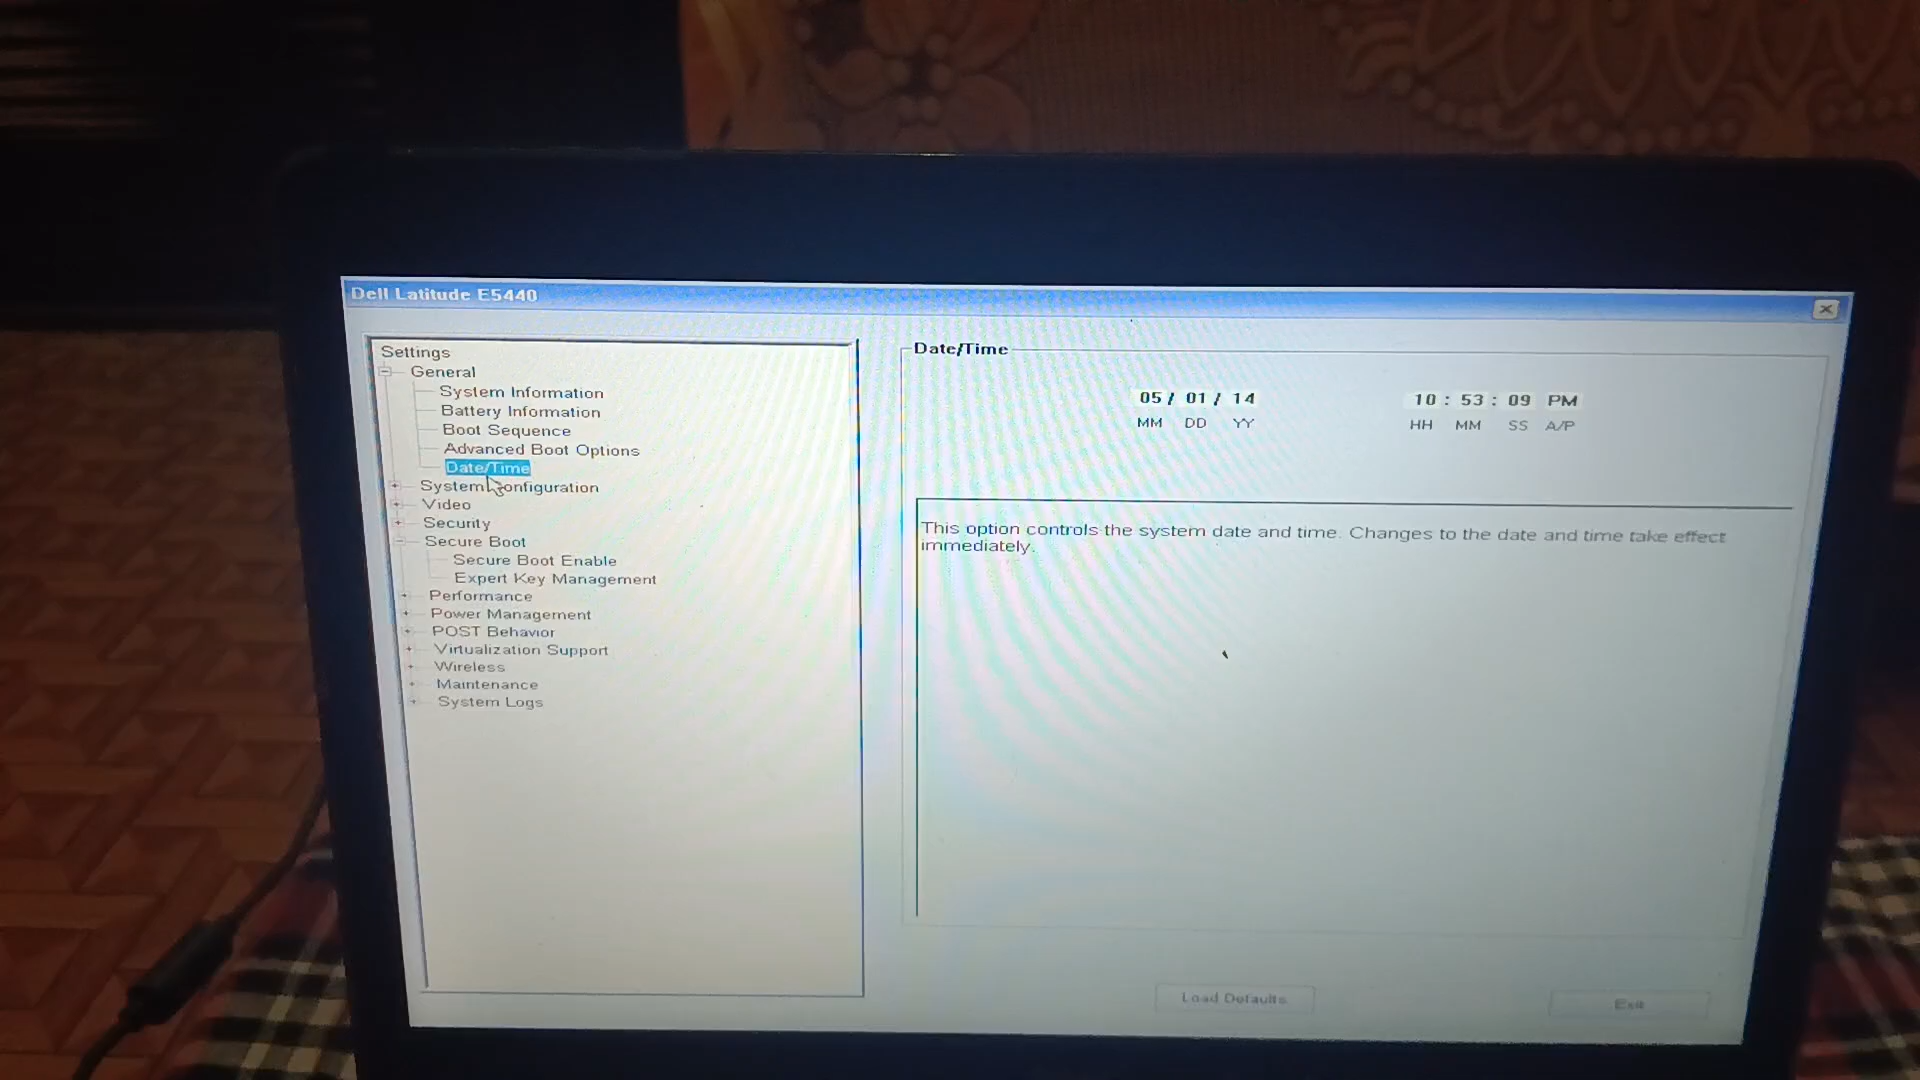 Dell Latitude E5440
Settings
General
System Information
Battery Information
Boot Sequence
Advanced Boot Options
Date/Time
System Configuration
Video
Security
Secure Boot
Secure Boot Enable
Expert Key Management
Performance
Power Management
POST Behavior
Virtualization Support
Wireless
Maintenance
System Logs
Date/Time
05 / 01 / 14
10 : 53 : 09 PM
MM DD YY
HH MM SS A/P
This option controls the system date and time. Changes to the date and time take effect
immediately.
Load Defaults
Exit